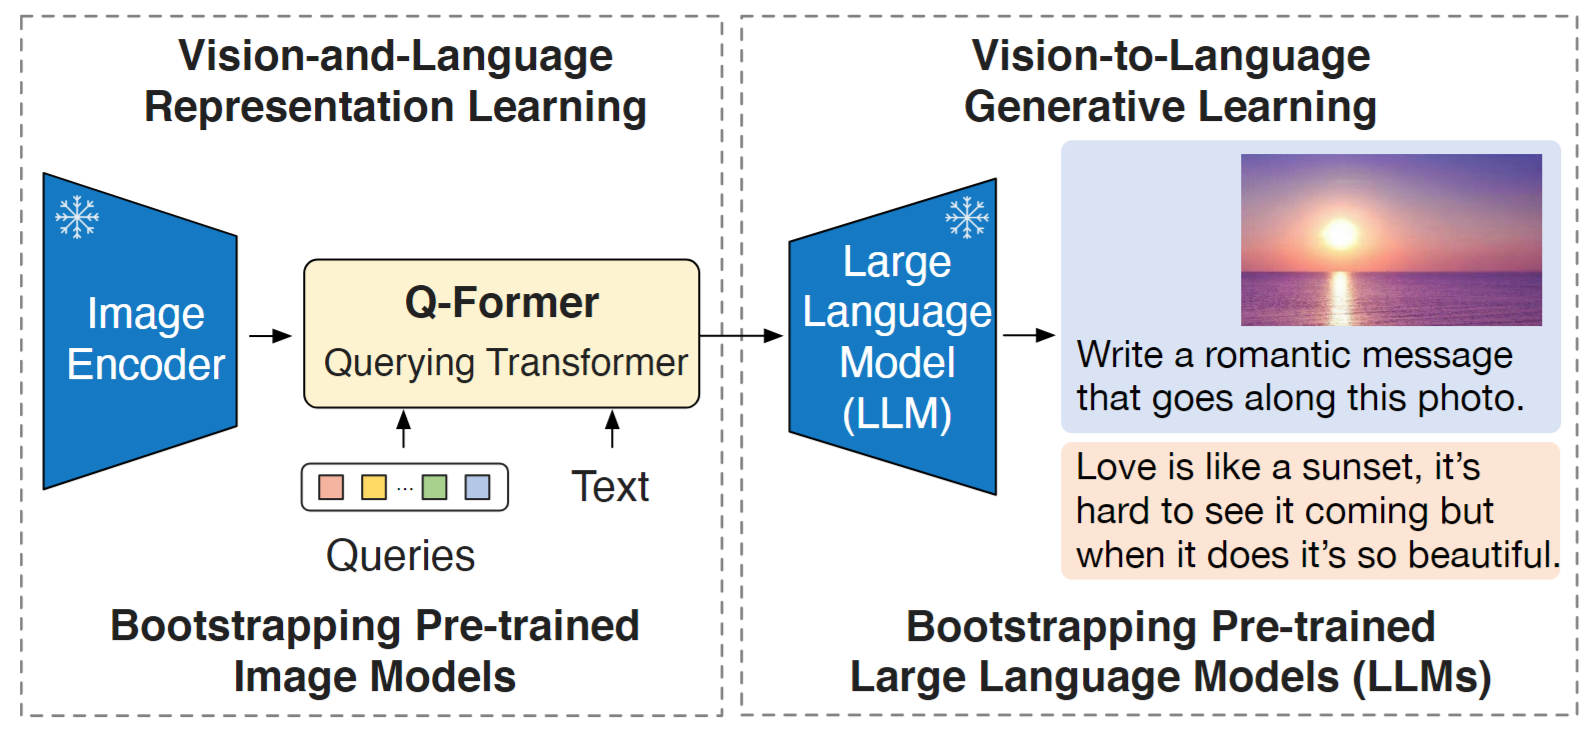 Vision-and-Language
Representation Learning
Image
Encoder
Q-Former
Querying Transformer
...
Queries
Text
Bootstrapping Pre-trained
Image Models
Vision-to-Language
Generative Learning
Large
Language
Model
(LLM)
Write a romantic message
that goes along this photo.
Love is like a sunset, it's
hard to see it coming but
when it does it's so beautiful.
Bootstrapping Pre-trained
Large Language Models (LLMs)